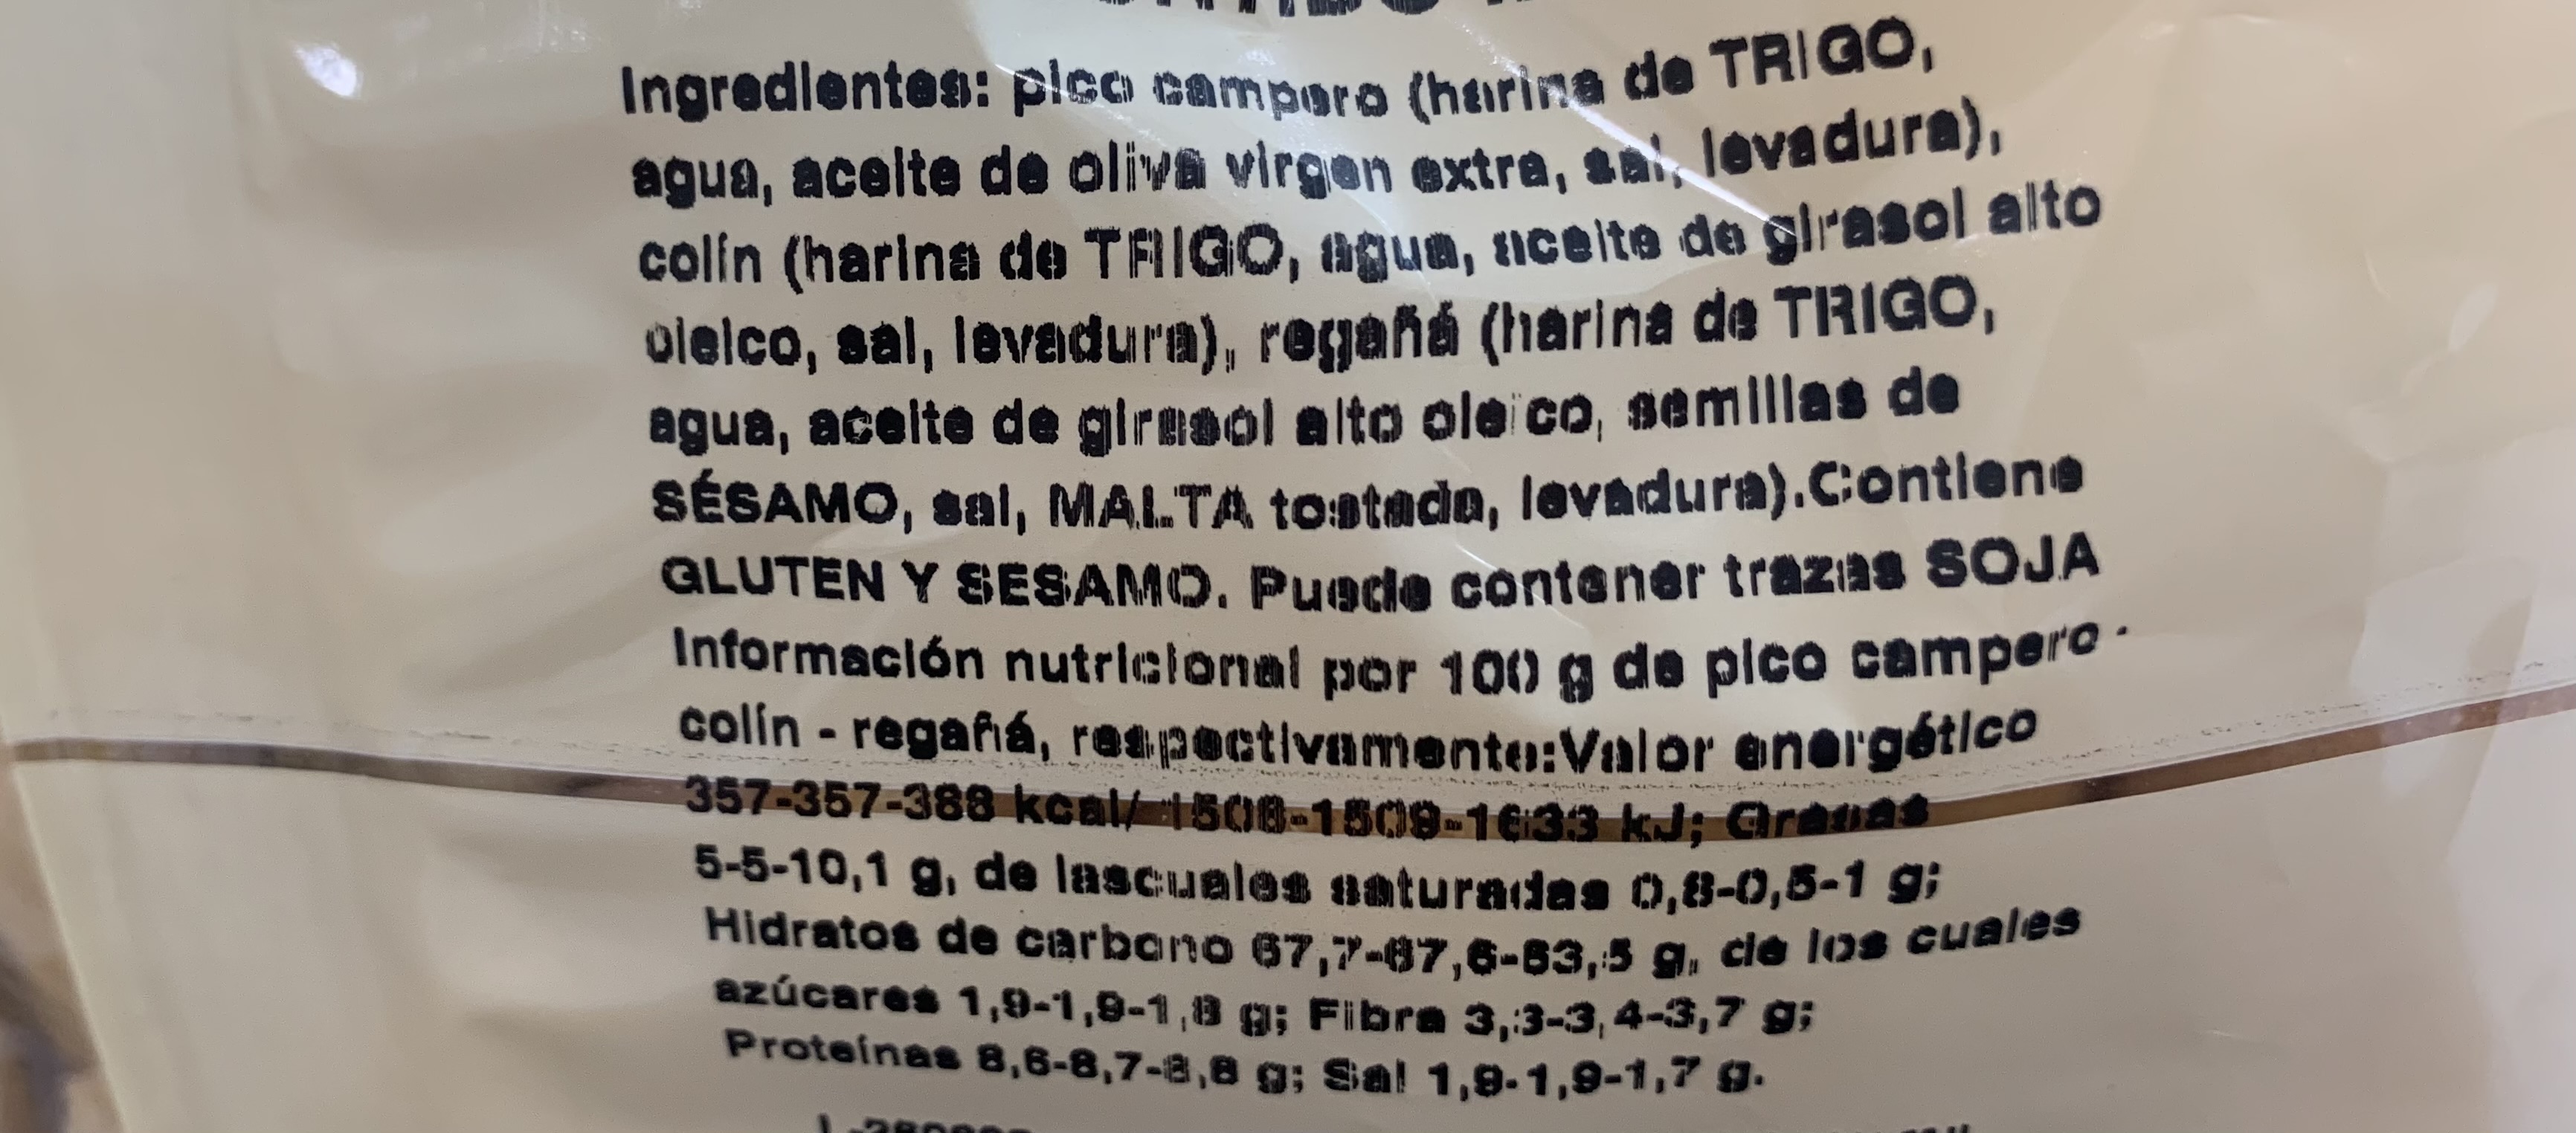 Ingredientes: pico campero (harina de TRIGO,
agua, aceite de oliva virgen extra, sal, levadura),
colín (harina de TRIGO, agua, aceite de girasol alto
oleico, sal, levadura), regañá (harina de TRIGO,
agua, aceite de girasol alto oleico, semillas de
SÉSAMO, sal, MALTA tostada, levadura).Contiene
GLUTEN Y SESAMO. Puede contener trazas SOJA
Información nutricional por 100 g de pico campero -
colín - regañá, respectivamente:Valor energético
357-357-388 kcal/ 1508-1509-1633 kJ; Grasas
5-5-10,1 g, de lascuales saturadas 0,8-0,5-1 g;
Hidratos de carbono 67,7-67,6-63,5 g, de los cuales
azúcares 1,9-1,9-1,8 g; Fibra 3,3-3,4-3,7 g;
Proteínas 8,6-8,7-8,8 g; Sal 1,9-1,9-1,7 g.